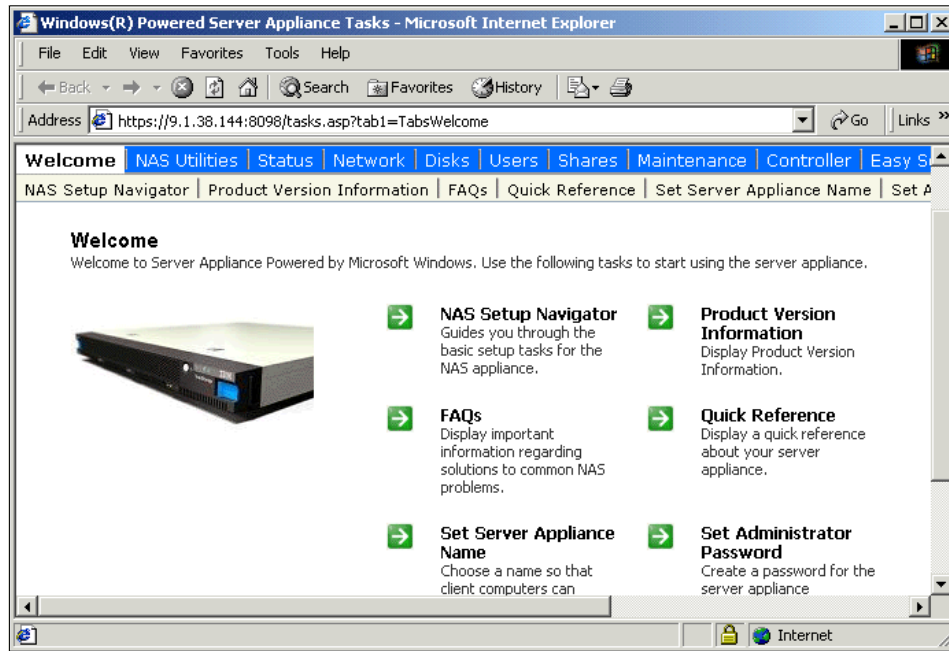 Windows(R) Powered Server Appliance Tasks - Microsoft Internet Explorer
File Edit View Favorites Tools Help
Back Search Favorites History
Address https://9.1.38.144:8098/tasks.asp?tab1=TabsWelcome Go Links »
Welcome NAS Utilities Status Network Disks Users Shares Maintenance Controller Easy S
NAS Setup Navigator Product Version Information FAQs Quick Reference Set Server Appliance Name Set A
Welcome
Welcome to Server Appliance Powered by Microsoft Windows. Use the following tasks to start using the server appliance.
NAS Setup Navigator
Guides you through the
basic setup tasks for the
NAS appliance.
Product Version
Information
Display Product Version
Information.
FAQs
Display important
information regarding
solutions to common NAS
problems.
Quick Reference
Display a quick reference
about your server
appliance.
Set Server Appliance
Name
Choose a name so that
client computers can
Set Administrator
Password
Create a password for the
server appliance
Internet